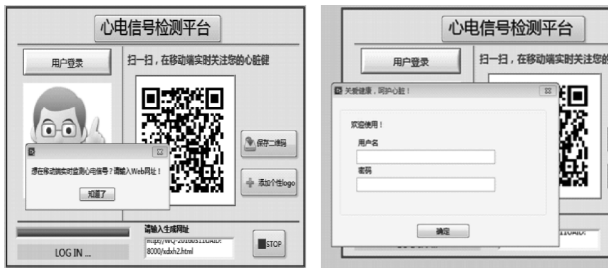 心电信号检测平台
用户登录
扫一扫，在移动端实时关注您的心脏健
想在移动端实时监测心电信号？请输入Web网址！
知道了
保存二维码
添加个性logo
请输入生成网址
8000/xdxh2.html
LOG IN ...
STOP
心电信号检测平台
用户登录
扫一扫，在移动端实时关注您的
关爱健康，呵护心脏！
欢迎使用！
用户名
密码
确定